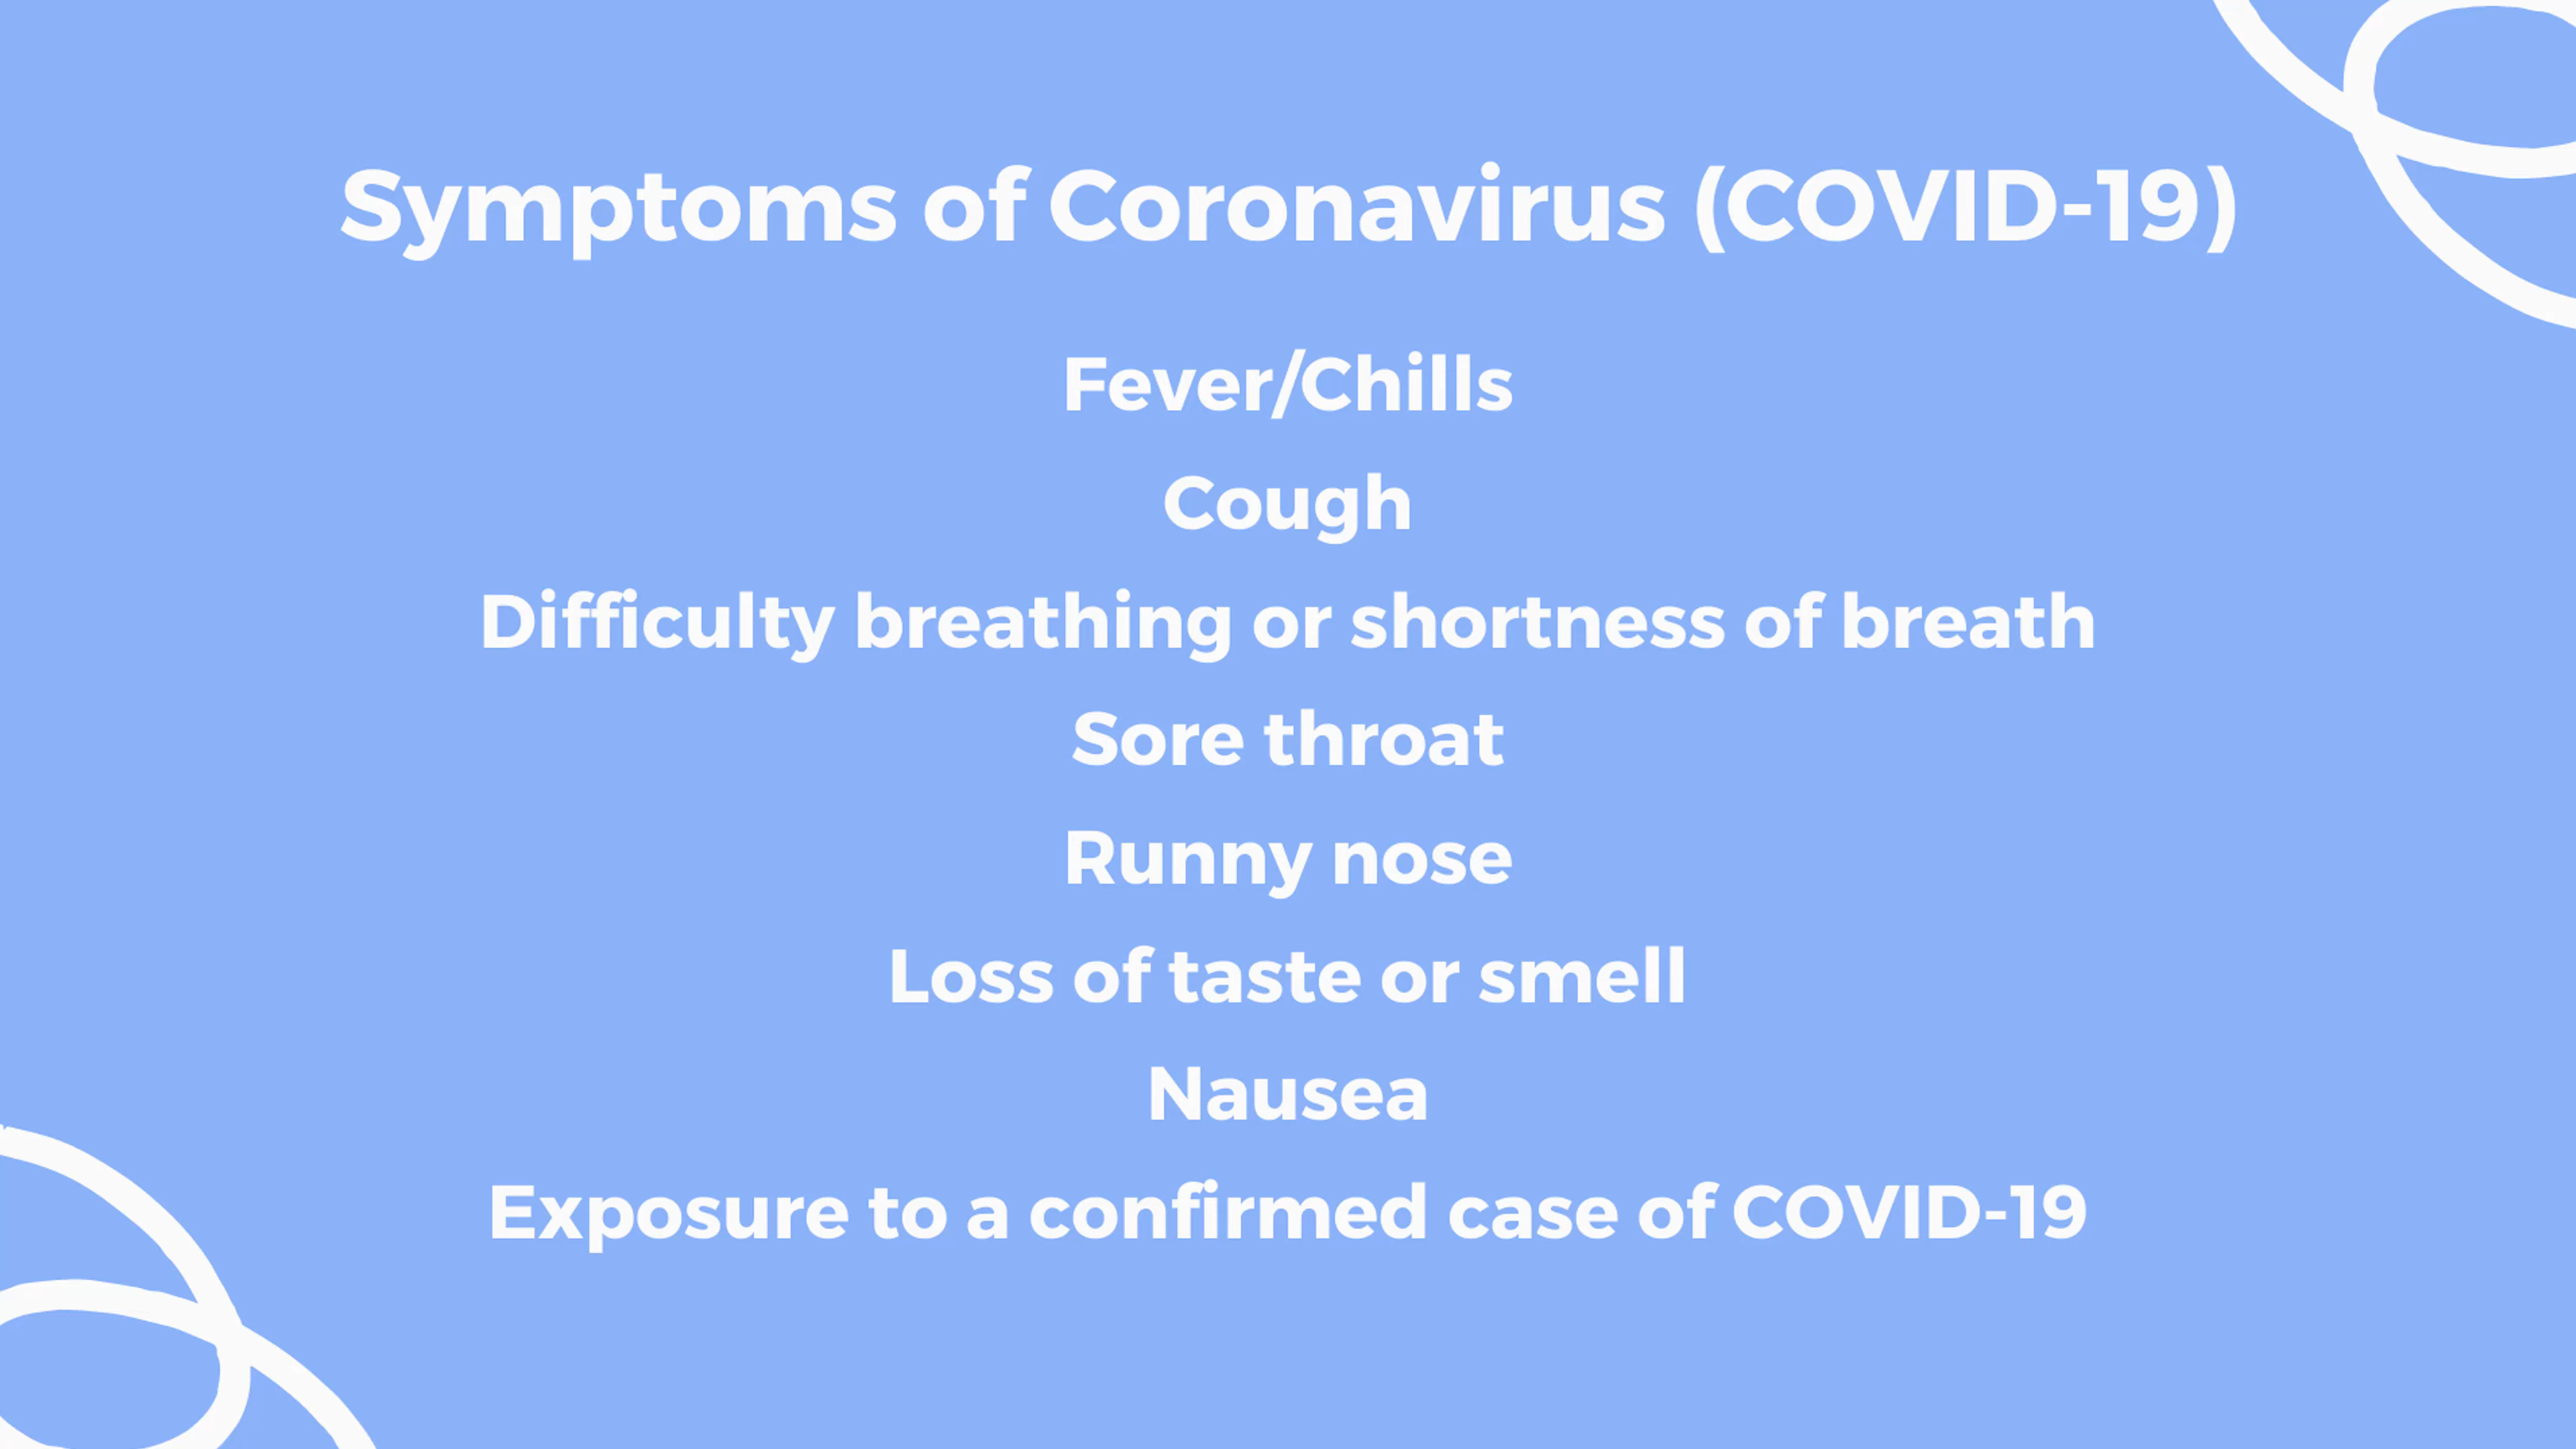 Symptoms of Coronavirus (COVID-19)
Fever/Chills
Cough
Difficulty breathing or shortness of breath
Sore throat
Runny nose
Loss of taste or smell
Nausea
Exposure to a confirmed case of COVID-19